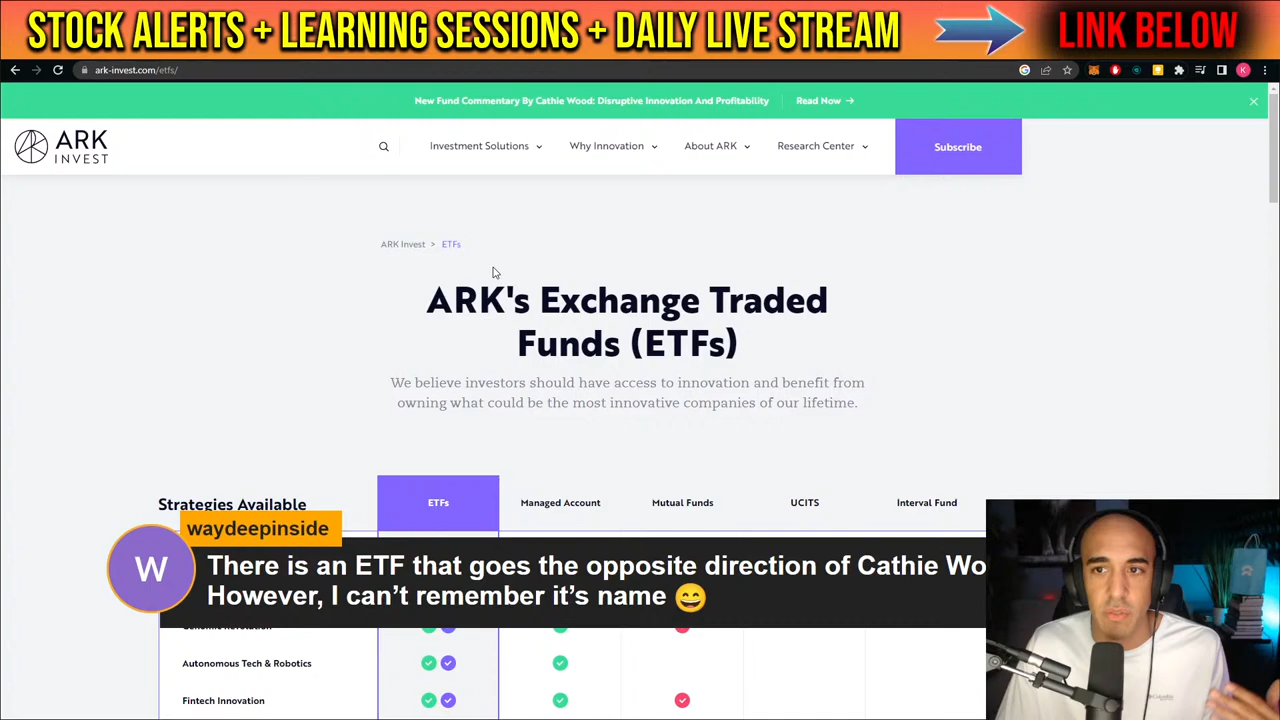 STOCK ALERTS + LEARNING SESSIONS + DAILY LIVE STREAM
LINK BELOW
ark-invest.com/etfs/
K
New Fund Commentary By Cathie Wood: Disruptive Innovation And Profitability
Read Now →
ARK
INVEST
Investment Solutions
Why Innovation
About ARK
Research Center
Subscribe
ARK Invest > ETFs
ARK's Exchange Traded
Funds (ETFs)
We believe investors should have access to innovation and benefit from
owning what could be the most innovative companies of our lifetime.
Strategies Available
ETFs
Managed Account
Mutual Funds
UCITS
Interval Fund
waydeepinside
W
There is an ETF that goes the opposite direction of Cathie Wo
However, I can’t remember it’s name 😄
Autonomous Tech & Robotics
Fintech Innovation